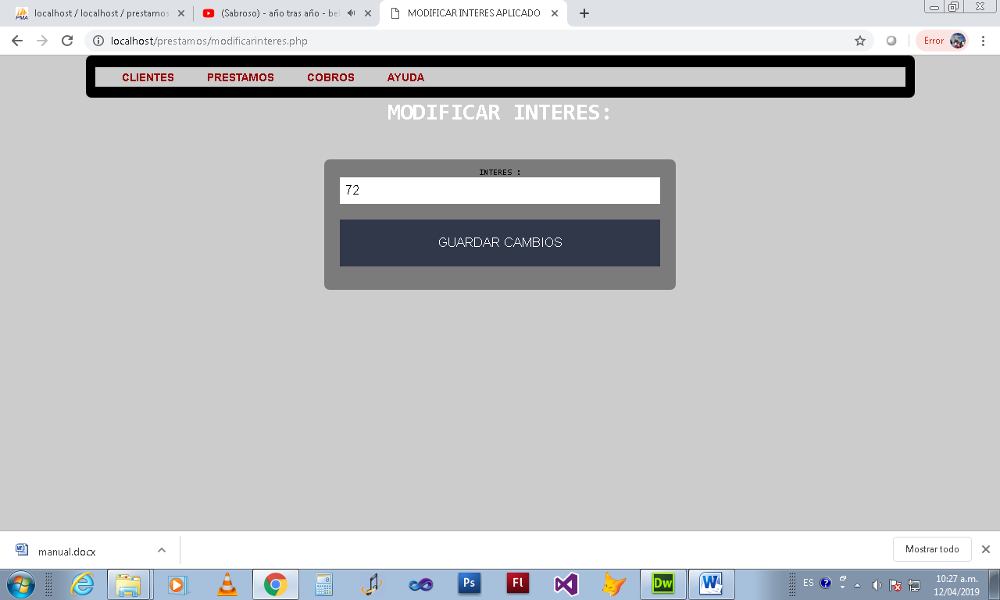 localhost / localhost / prestamos
(Sabroso) - año tras año - bel
MODIFICAR INTERES APLICADO
localhost/prestamos/modificarinteres.php
Error
CLIENTES PRESTAMOS COBROS AYUDA
MODIFICAR INTERES:
INTERES :
72
GUARDAR CAMBIOS
manual.docx
Mostrar todo
Ps
Fl
Dw
W
ES
10:27 a.m.
12/04/2019